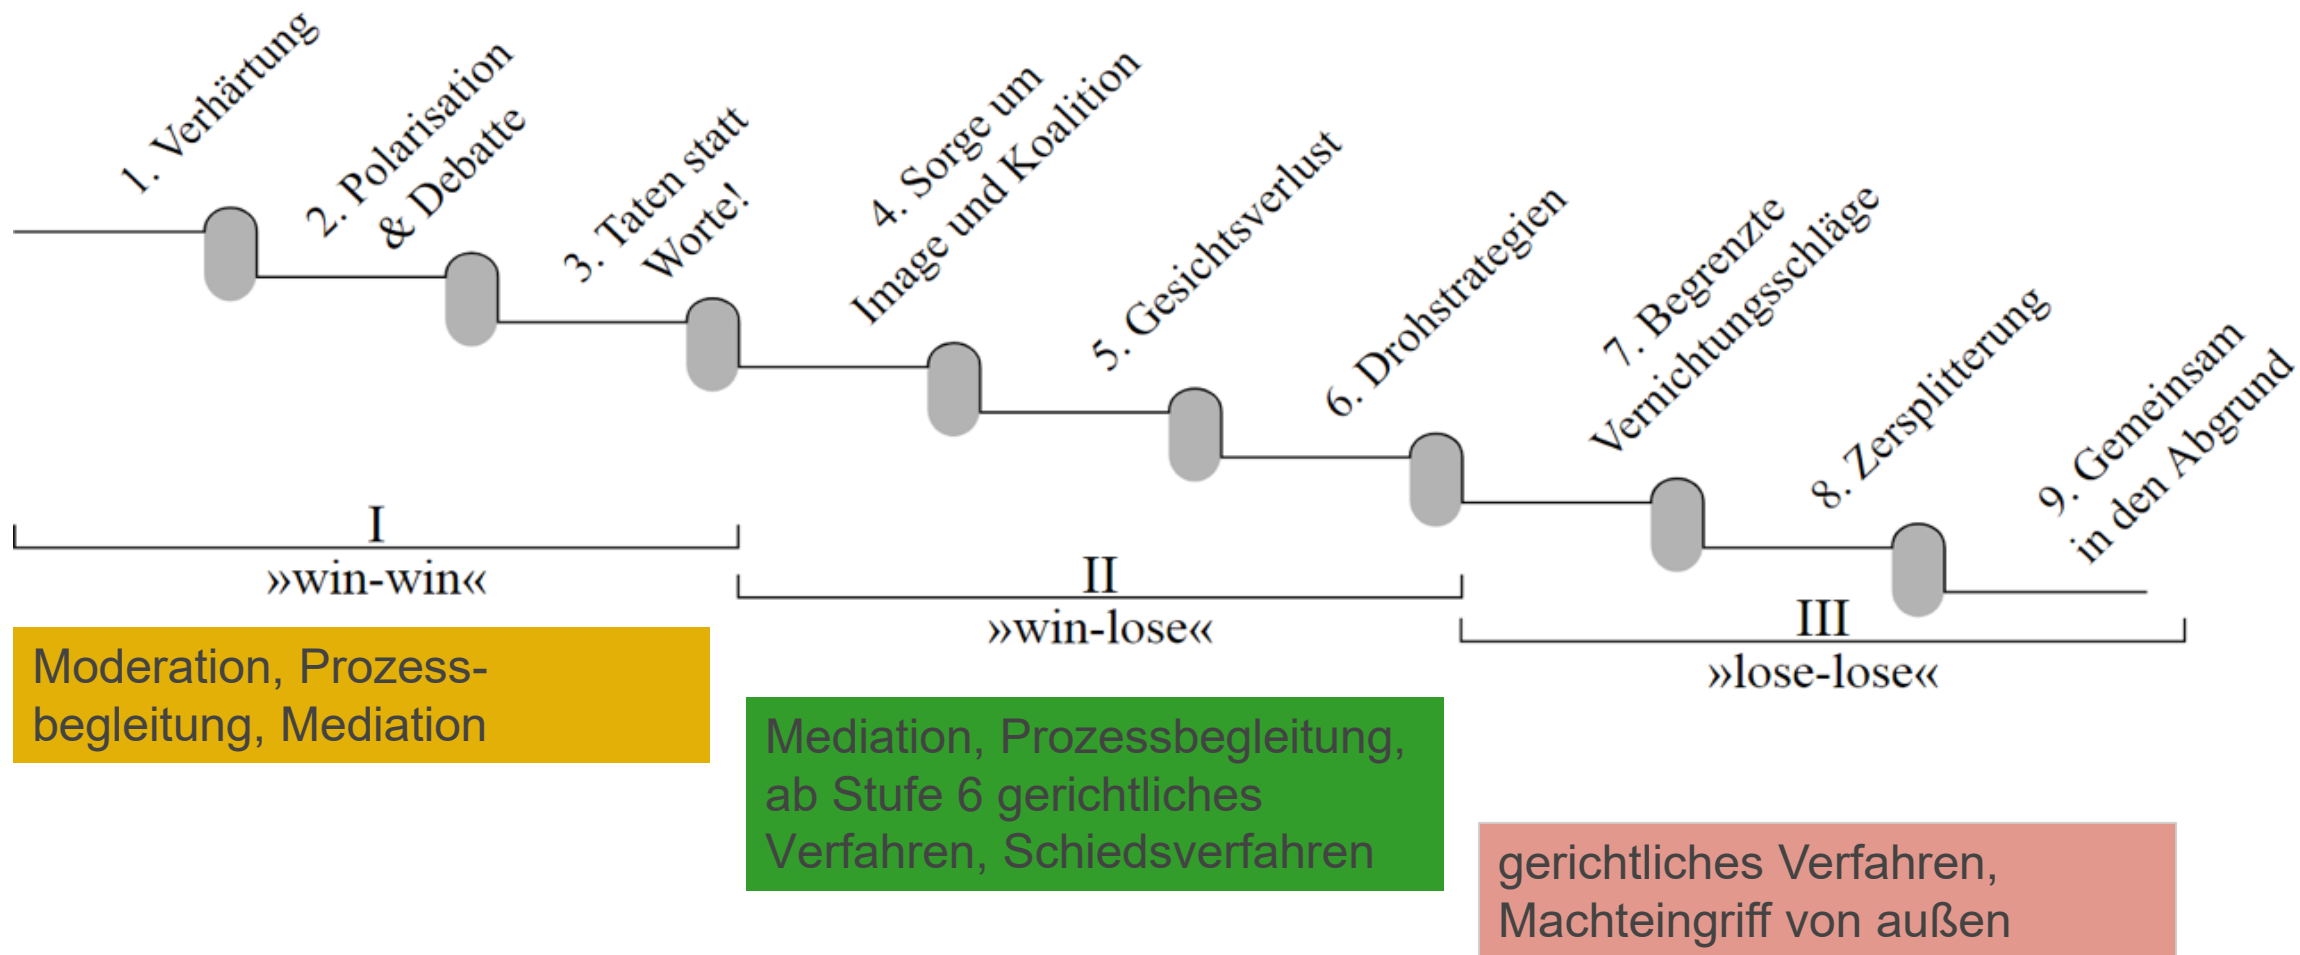 1. Verhärtung
2. Polarisation
& Debatte
3. Taten statt
Worte!
4. Sorge um
Image und Koalition
5. Gesichtsverlust
6. Drohstrategien
7. Begrenzte
Vernichtungsschläge
8. Zersplitterung
9. Gemeinsam
in den Abgrund
I
»win-win«
II
»win-lose«
III
»lose-lose«
Moderation, Prozess-
begleitung, Mediation
Mediation, Prozessbegleitung,
ab Stufe 6 gerichtliches
Verfahren, Schiedsverfahren
gerichtliches Verfahren,
Machteingriff von außen